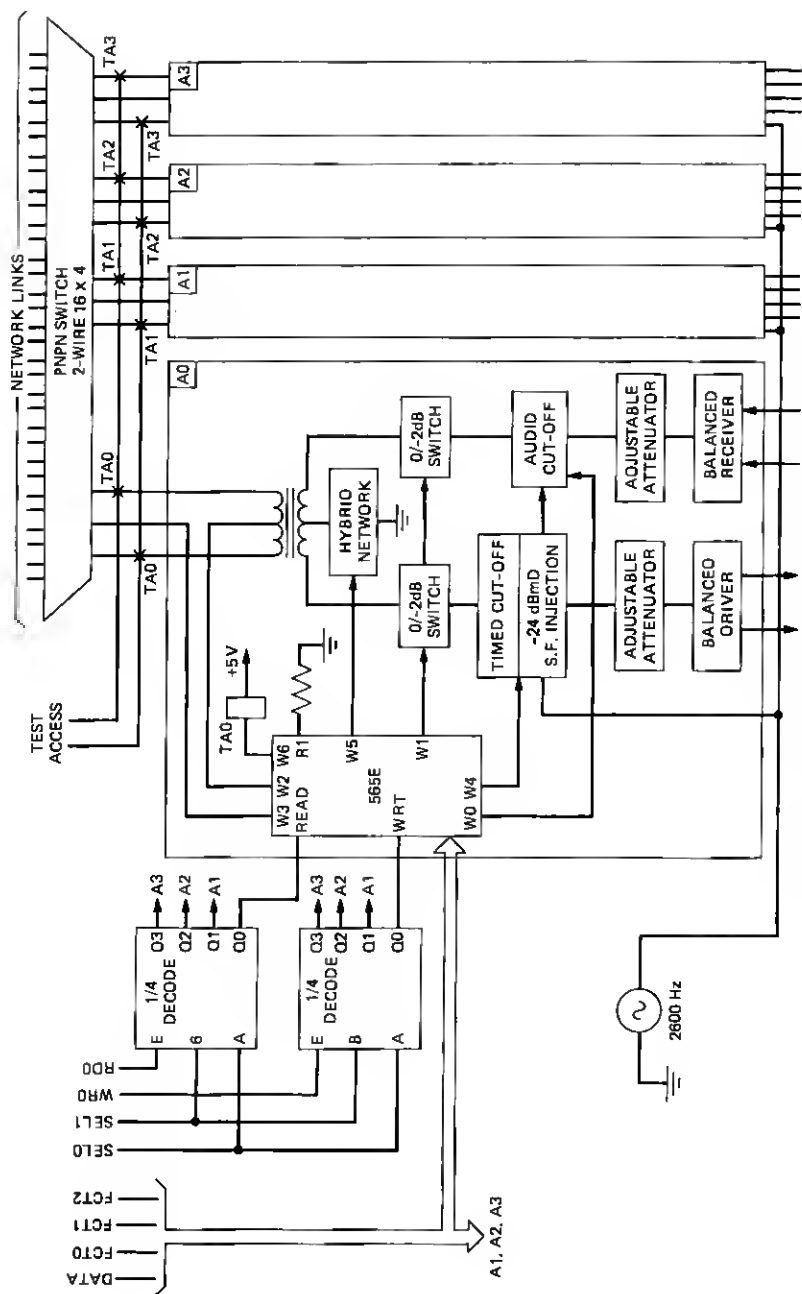 NETWORK LINKS
PNPN SWITCH
2-WIRE 16 x 4
TEST
ACCESS
TA0
TA1
TA2
TA3
TA0
TA1
TA2
TA3
A0
A1
A2
A3
DATA
FCT0
FCT1
FCT2
SEL0
SEL1
WR0
RD0
E
6
A
1/4
DECODE
Q3
Q2
Q1
Q0
A3
A2
A1
E
B
A
1/4
DECODE
Q3
Q2
Q1
Q0
A3
A2
A1
TA0
+5V
W3
W2
W6
READ
R1
W5
565E
WRT
W1
W0
W4
HYBRID
NETWORK
0/-2dB
SWITCH
0/-2dB
SWITCH
TIMED CUT-OFF
-24 dBmD
S.F. INJECTION
AUDIO
CUT-OFF
ADJUSTABLE
ATTENUATOR
ADJUSTABLE
ATTENUATOR
BALANCED
DRIVER
BALANCED
RECEIVER
A1, A2, A3
2600 Hz